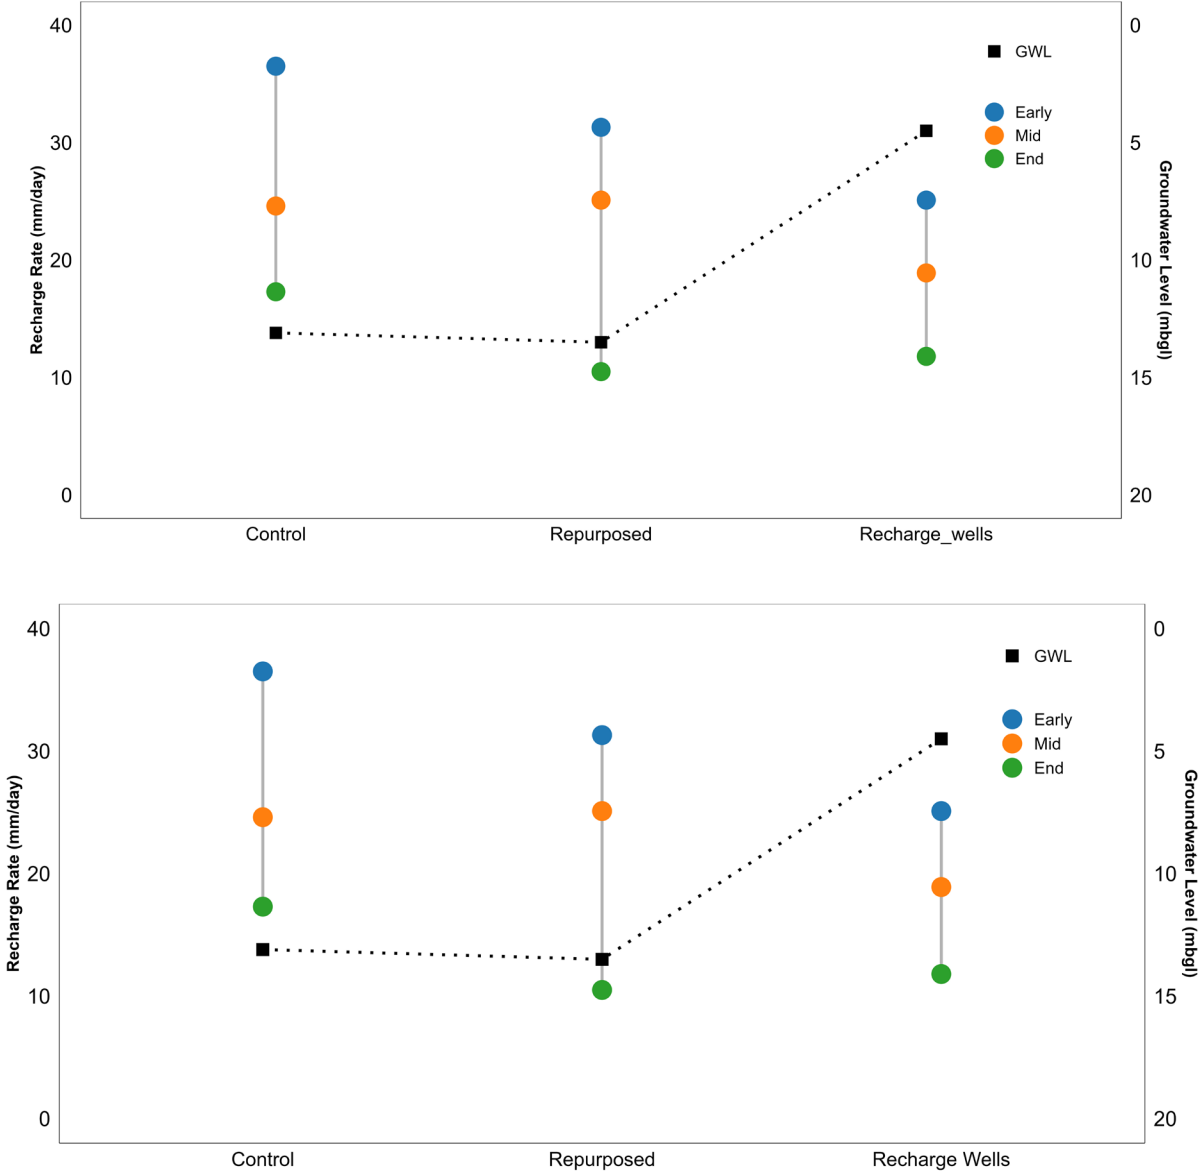 40
30
20
10
0
Recharge Rate (mm/day)
0
5
10
15
20
Groundwater Level (mbgl)
GWL
Early
Mid
End
Control
Repurposed
Recharge_wells
40
30
20
10
0
Recharge Rate (mm/day)
0
5
10
15
20
Groundwater Level (mbgl)
GWL
Early
Mid
End
Control
Repurposed
Recharge Wells